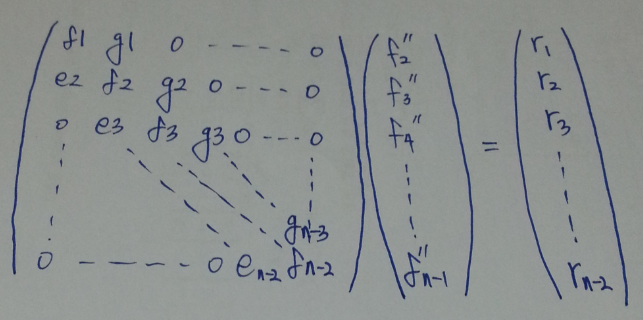 f1 g1 0 ----- 0 f2'' r1
e2 f2 g2 0 --- 0 f3'' r2
0 e3 f3 g3 0 --- 0 f4'' = r3
gn-3
0 ----- 0 en-2 fn-2 f''n-1 rn-2